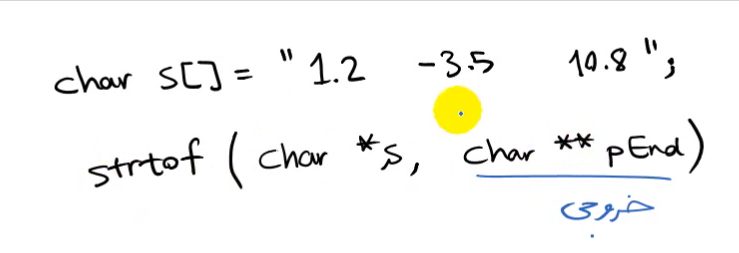 char s[] = "1.2 -3.5 10.8";
strtof ( char *s, char ** pEnd)
خروجی